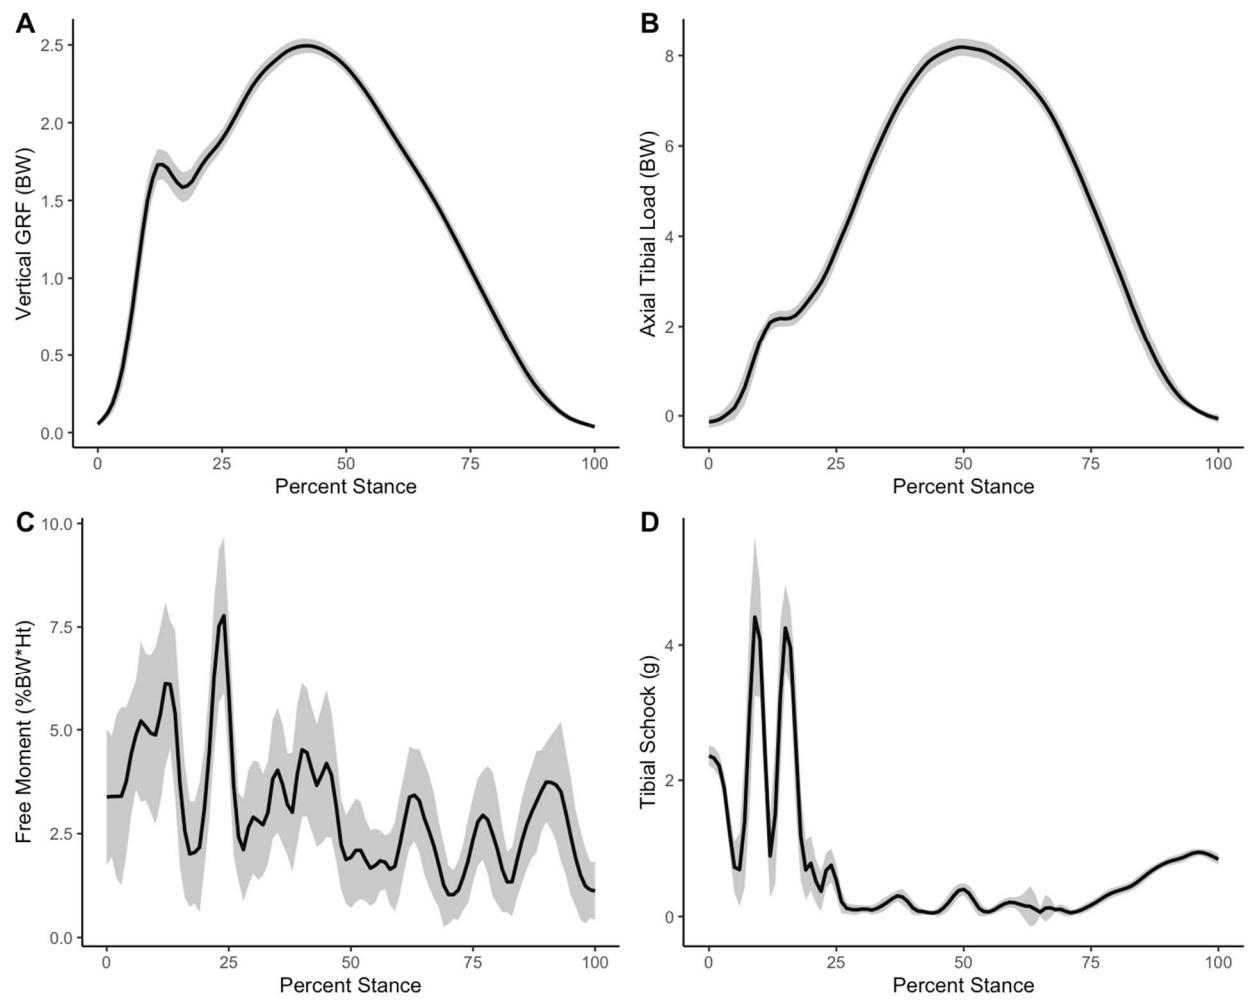 A
Vertical GRF (BW)
2.5
2.0
1.5
1.0
0.5
0.0
0 25 50 75 100
Percent Stance
B
Axial Tibial Load (BW)
8
6
4
2
0
0 25 50 75 100
Percent Stance
C
Free Moment (%BW*Ht)
10.0
7.5
5.0
2.5
0.0
0 25 50 75 100
Percent Stance
D
Tibial Schock (g)
4
2
0
0 25 50 75 100
Percent Stance